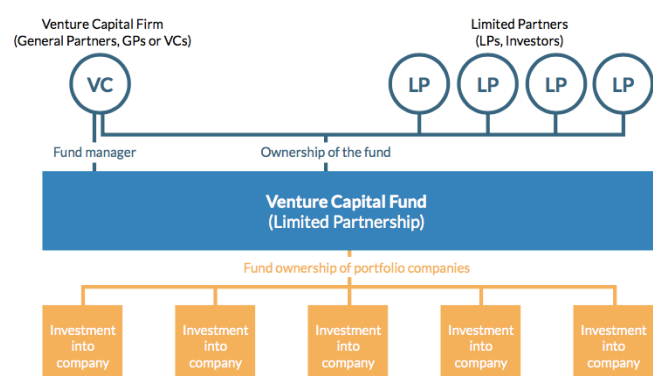 Venture Capital Firm
(General Partners, GPs or VCs)
Limited Partners
(LPs, Investors)
VC
LP
LP
LP
LP
Fund manager
Ownership of the fund
Venture Capital Fund
(Limited Partnership)
Fund ownership of portfolio companies
Investment
into
company
Investment
into
company
Investment
into
company
Investment
into
company
Investment
into
company